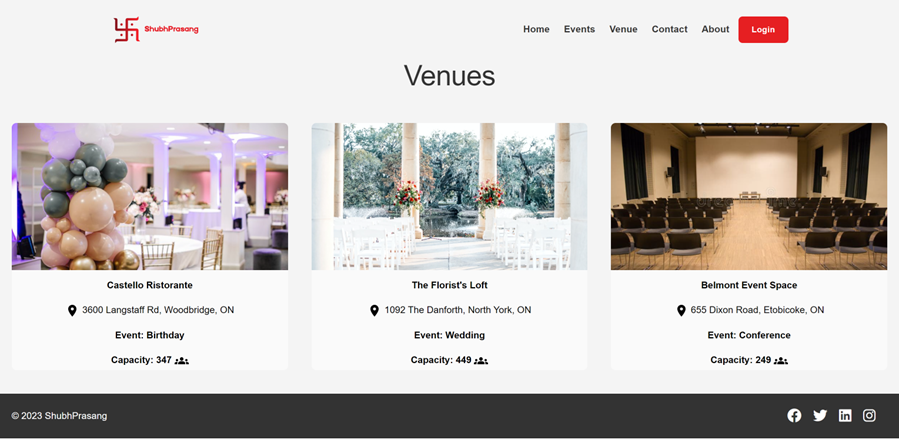 ShubhPrasang
Home Events Venue Contact About Login
Venues
Castello Ristorante
3600 Langstaff Rd, Woodbridge, ON
Event: Birthday
Capacity: 347
The Florist's Loft
1092 The Danforth, North York, ON
Event: Wedding
Capacity: 449
Belmont Event Space
655 Dixon Road, Etobicoke, ON
Event: Conference
Capacity: 249
© 2023 ShubhPrasang